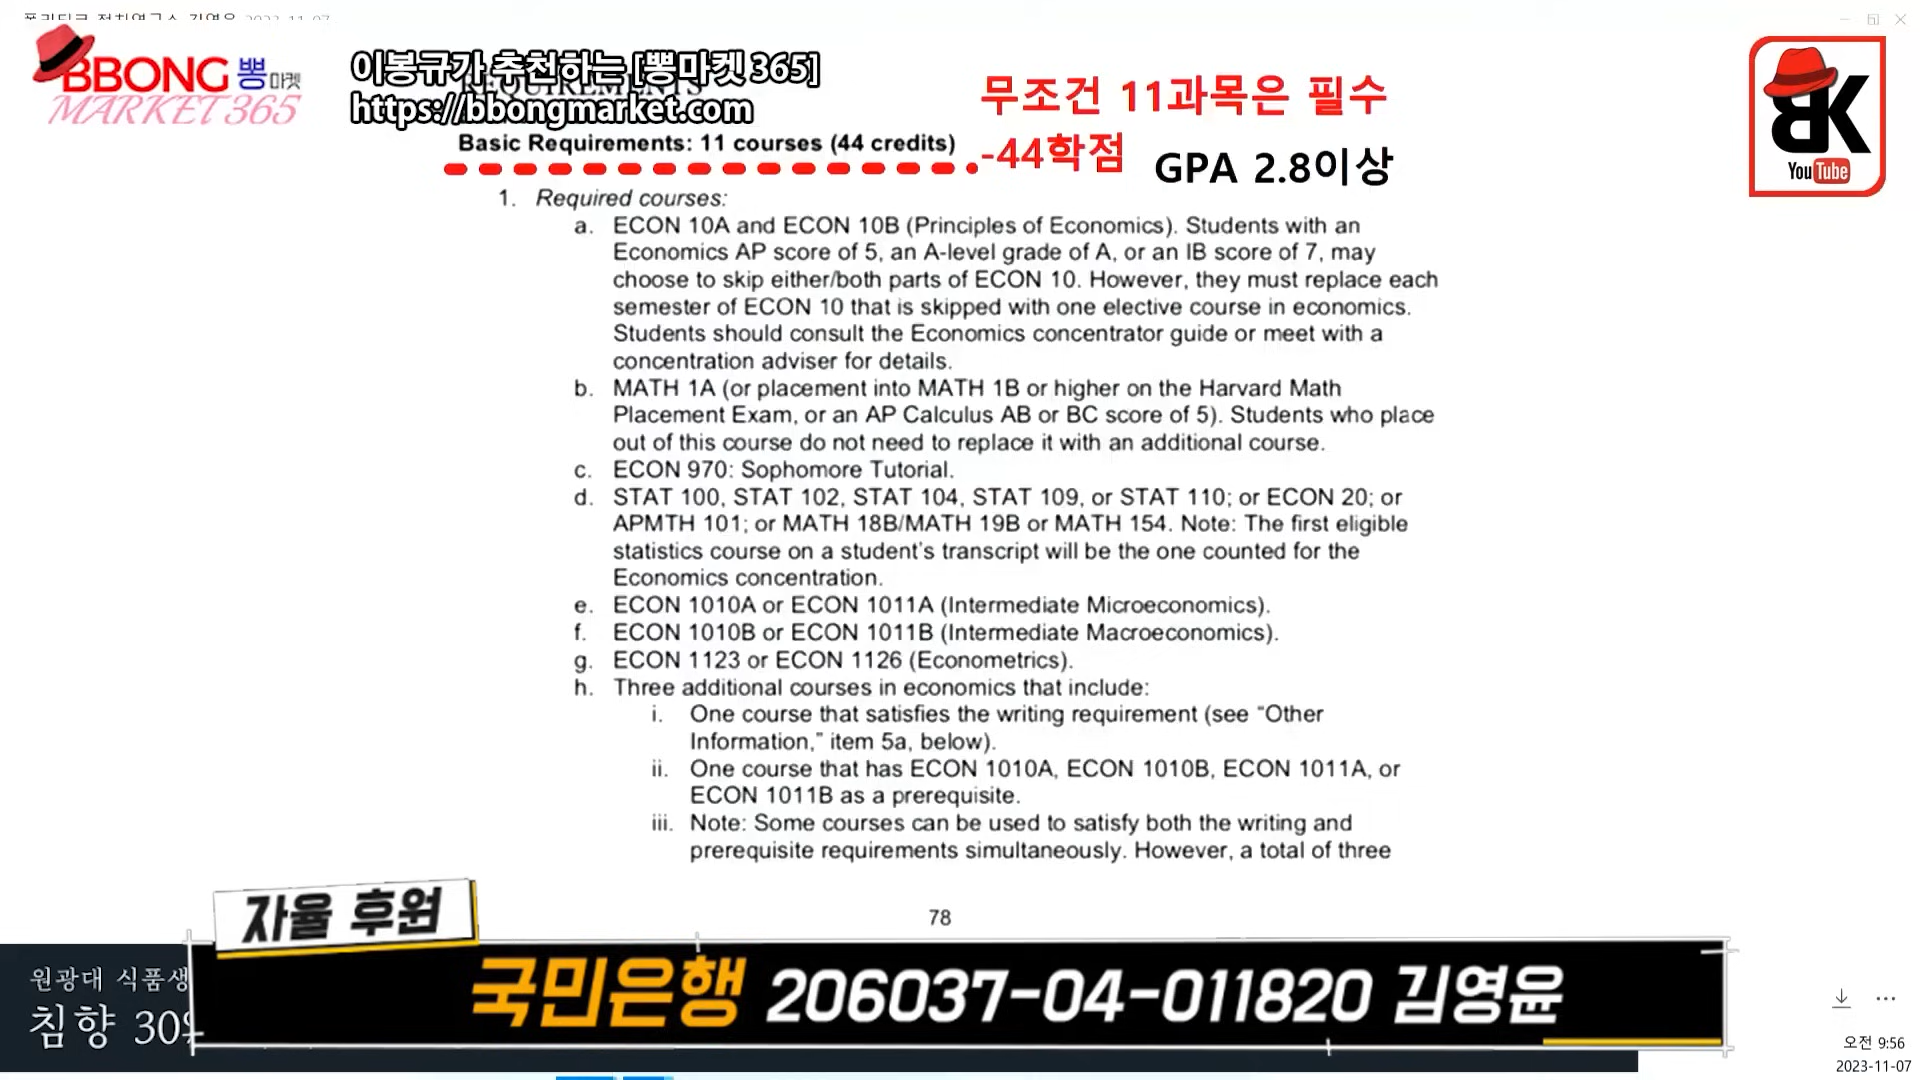 BBONG 뽕마켓
MARKET 365
이봉규가 추천하는 [뽕마켓 365]
https://bbongmarket.com
REQUIREMENTS
무조건 11과목은 필수
-44학점
GPA 2.8이상
BK
YouTube
Basic Requirements: 11 courses (44 credits)
1. Required courses:
a. ECON 10A and ECON 10B (Principles of Economics). Students with an
Economics AP score of 5, an A-level grade of A, or an IB score of 7, may
choose to skip either/both parts of ECON 10. However, they must replace each
semester of ECON 10 that is skipped with one elective course in economics.
Students should consult the Economics concentrator guide or meet with a
concentration adviser for details.
b. MATH 1A (or placement into MATH 1B or higher on the Harvard Math
Placement Exam, or an AP Calculus AB or BC score of 5). Students who place
out of this course do not need to replace it with an additional course.
c. ECON 970: Sophomore Tutorial.
d. STAT 100, STAT 102, STAT 104, STAT 109, or STAT 110; or ECON 20; or
APMTH 101; or MATH 18B/MATH 19B or MATH 154. Note: The first eligible
statistics course on a student's transcript will be the one counted for the
Economics concentration.
e. ECON 1010A or ECON 1011A (Intermediate Microeconomics).
f. ECON 1010B or ECON 1011B (Intermediate Macroeconomics).
g. ECON 1123 or ECON 1126 (Econometrics).
h. Three additional courses in economics that include:
i. One course that satisfies the writing requirement (see “Other
Information,” item 5a, below).
ii. One course that has ECON 1010A, ECON 1010B, ECON 1011A, or
ECON 1011B as a prerequisite.
iii. Note: Some courses can be used to satisfy both the writing and
prerequisite requirements simultaneously. However, a total of three
78
자율 후원
국민은행 206037-04-011820 김영윤
원광대 식품생
침향 30
오전 9:56
2023-11-07